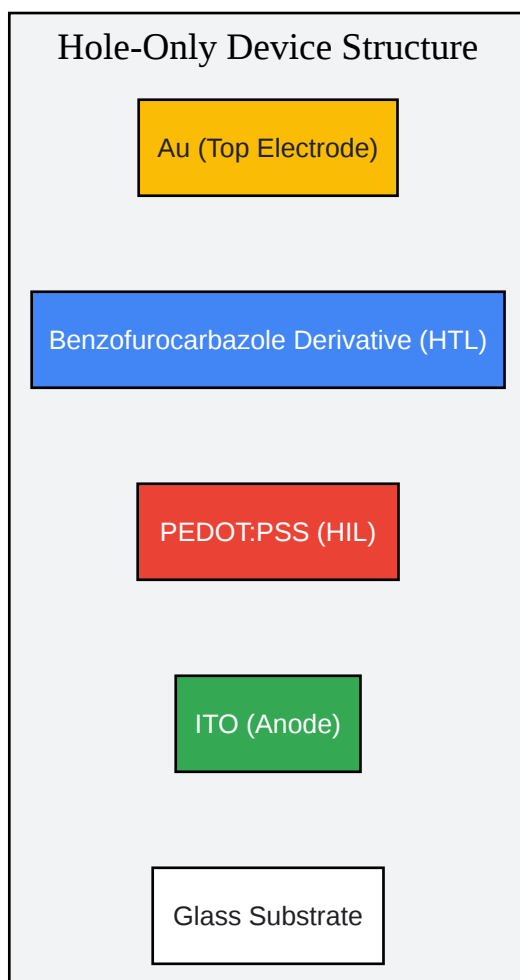 Hole-Only Device Structure
Au (Top Electrode)
Benzofurocarbazole Derivative (HTL)
PEDOT:PSS (HIL)
ITO (Anode)
Glass Substrate